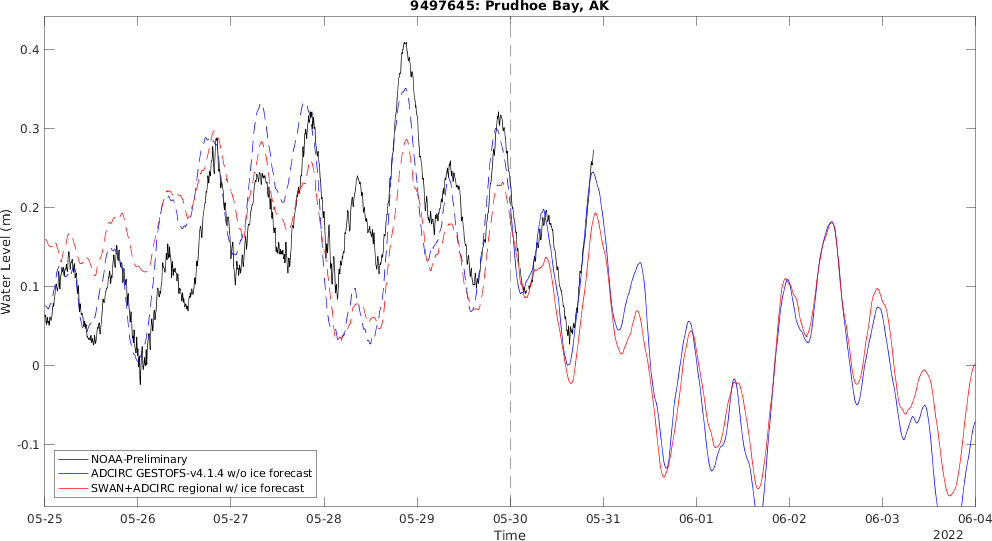 9497645: Prudhoe Bay, AK
0.4
0.3
0.2
0.1
0
-0.1
Water Level (m)
NOAA-Preliminary
ADCIRC GESTOFS-v4.1.4 w/o ice forecast
SWAN+ADCIRC regional w/ ice forecast
05-25 05-26 05-27 05-28 05-29 05-30 05-31 06-01 06-02 06-03 06-04
Time
2022